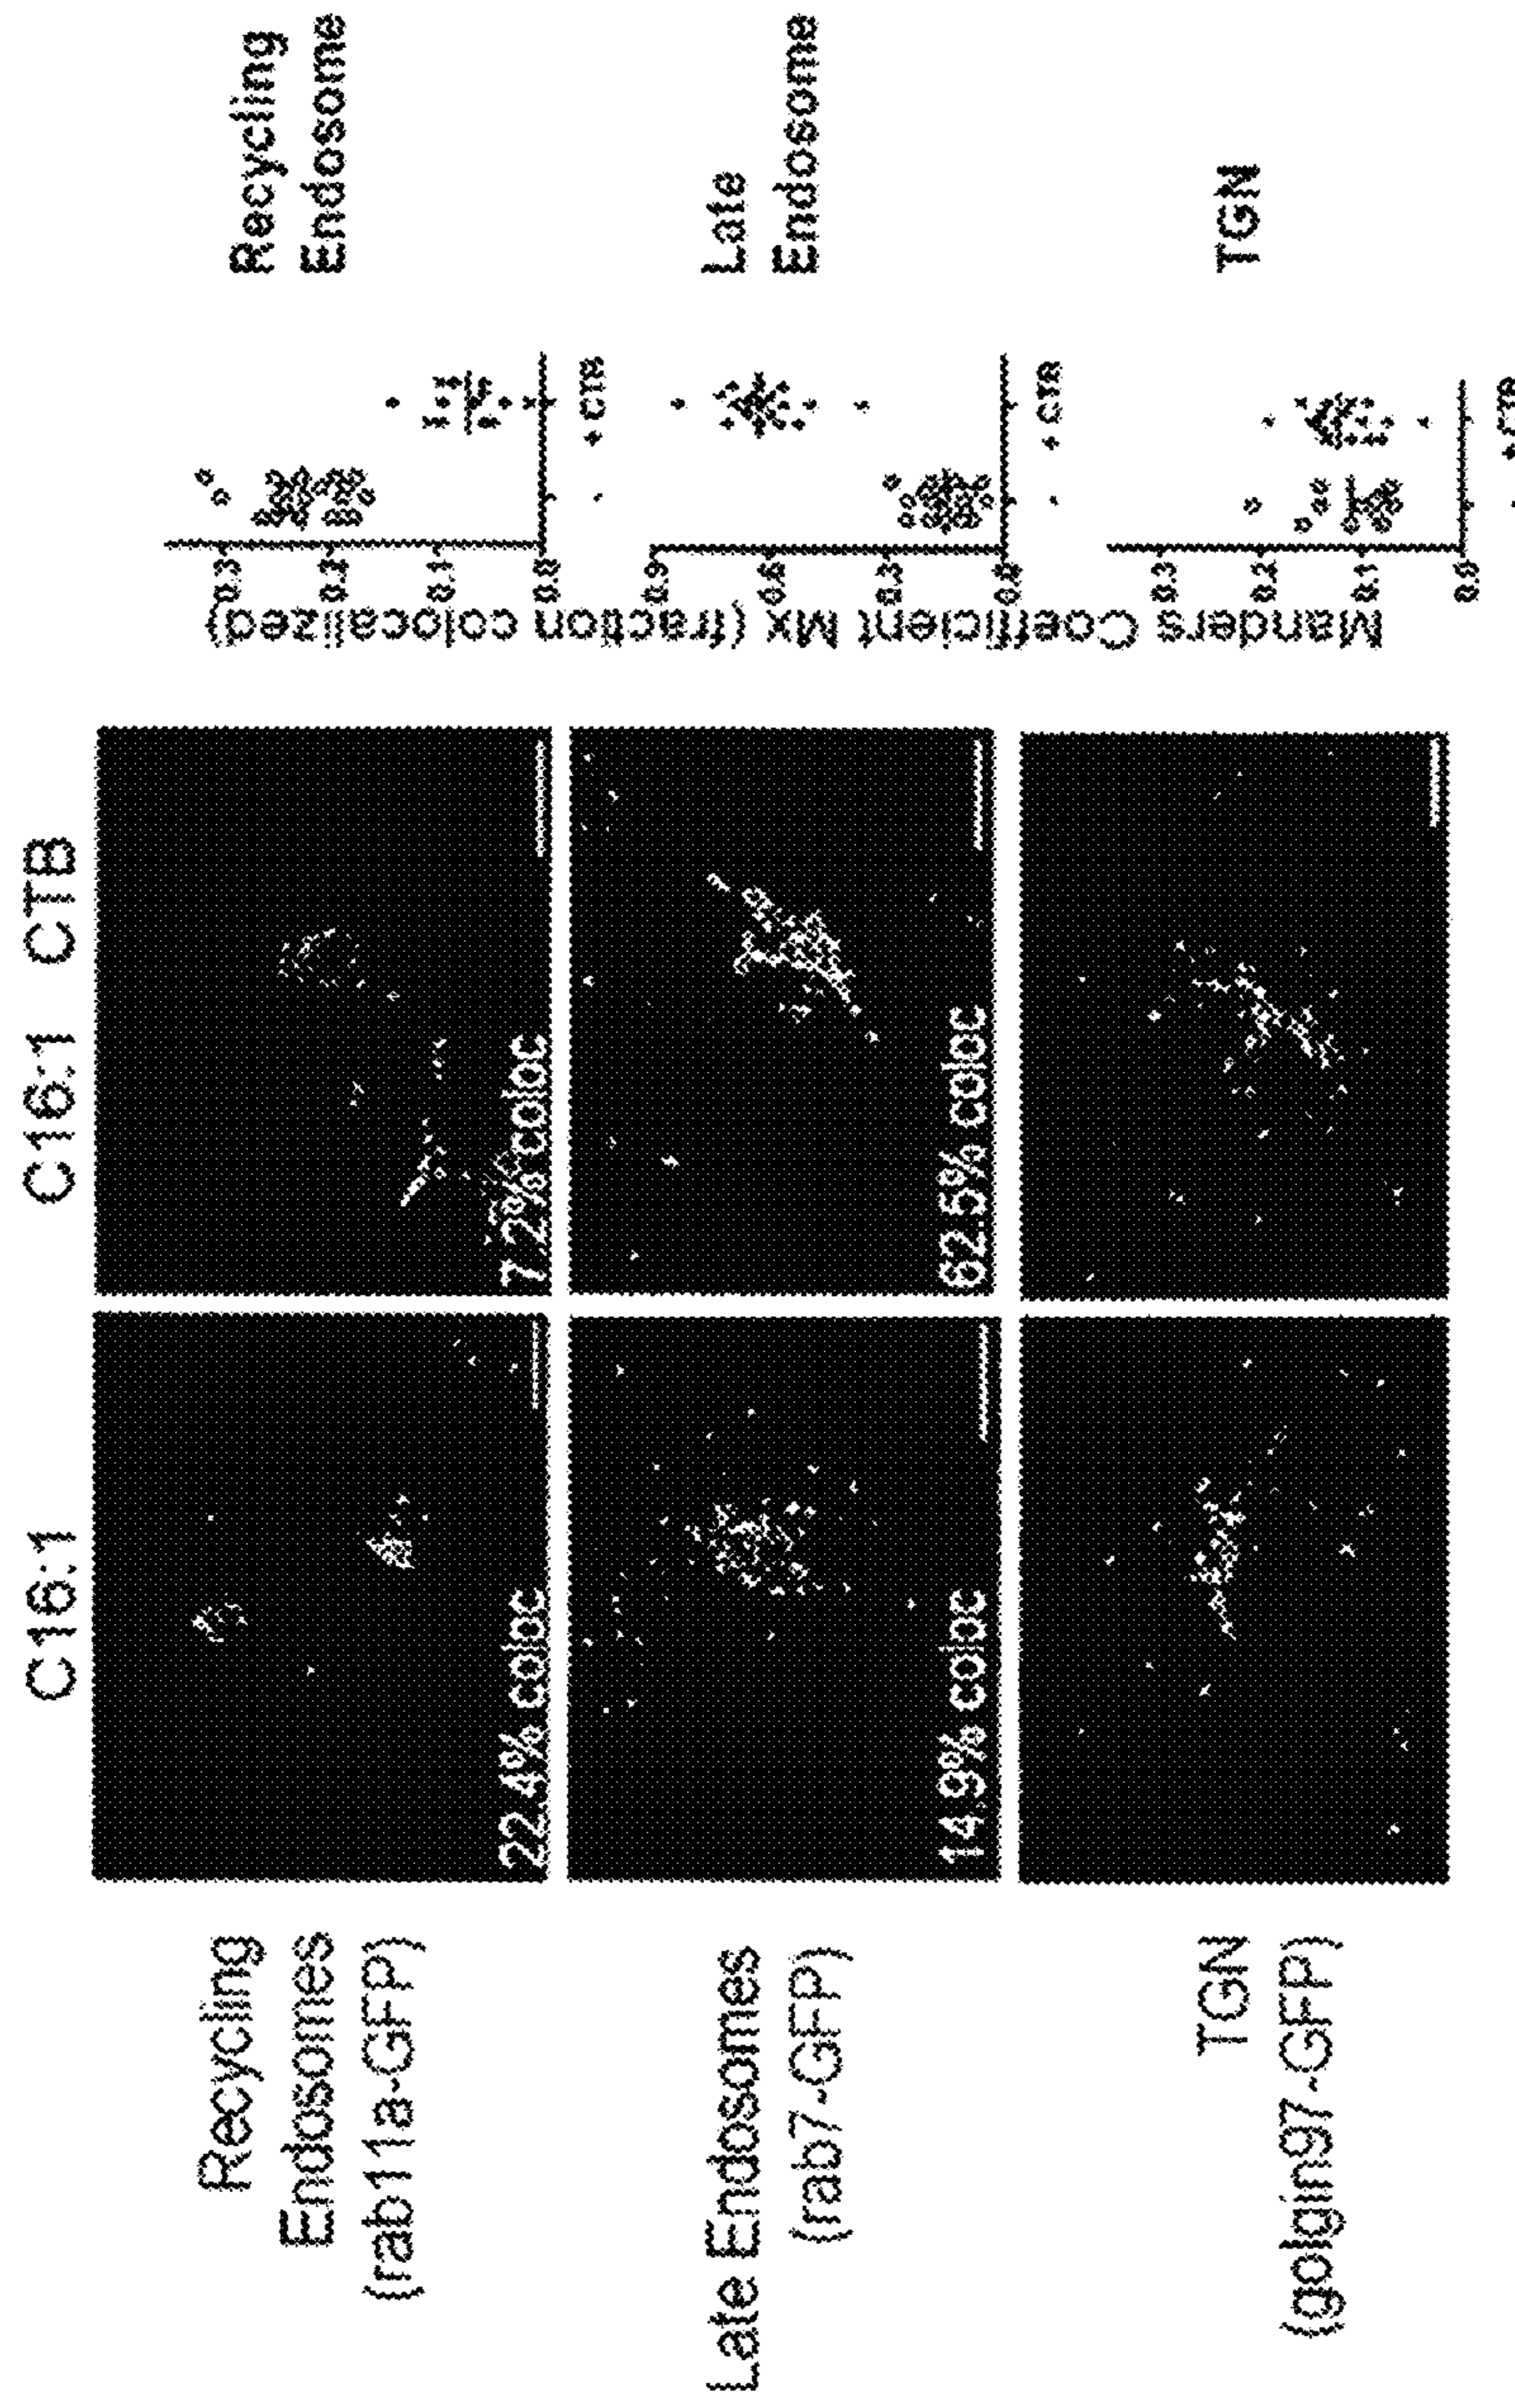 C16:1
C16:1 CTB
Recycling
Endosomes
(rab11a-GFP)
22.4% coloc
7.2% coloc
Late Endosomes
(rab7-GFP)
14.9% coloc
62.5% coloc
TGN
(golgin97-GFP)
Manders Coefficient Mx (fraction colocalized)
0.3
0.2
0.1
0.0
- + CTB
Recycling
Endosome
0.9
0.6
0.3
0.0
- + CTB
Late
Endosome
0.3
0.2
0.1
0.0
- + CTB
TGN